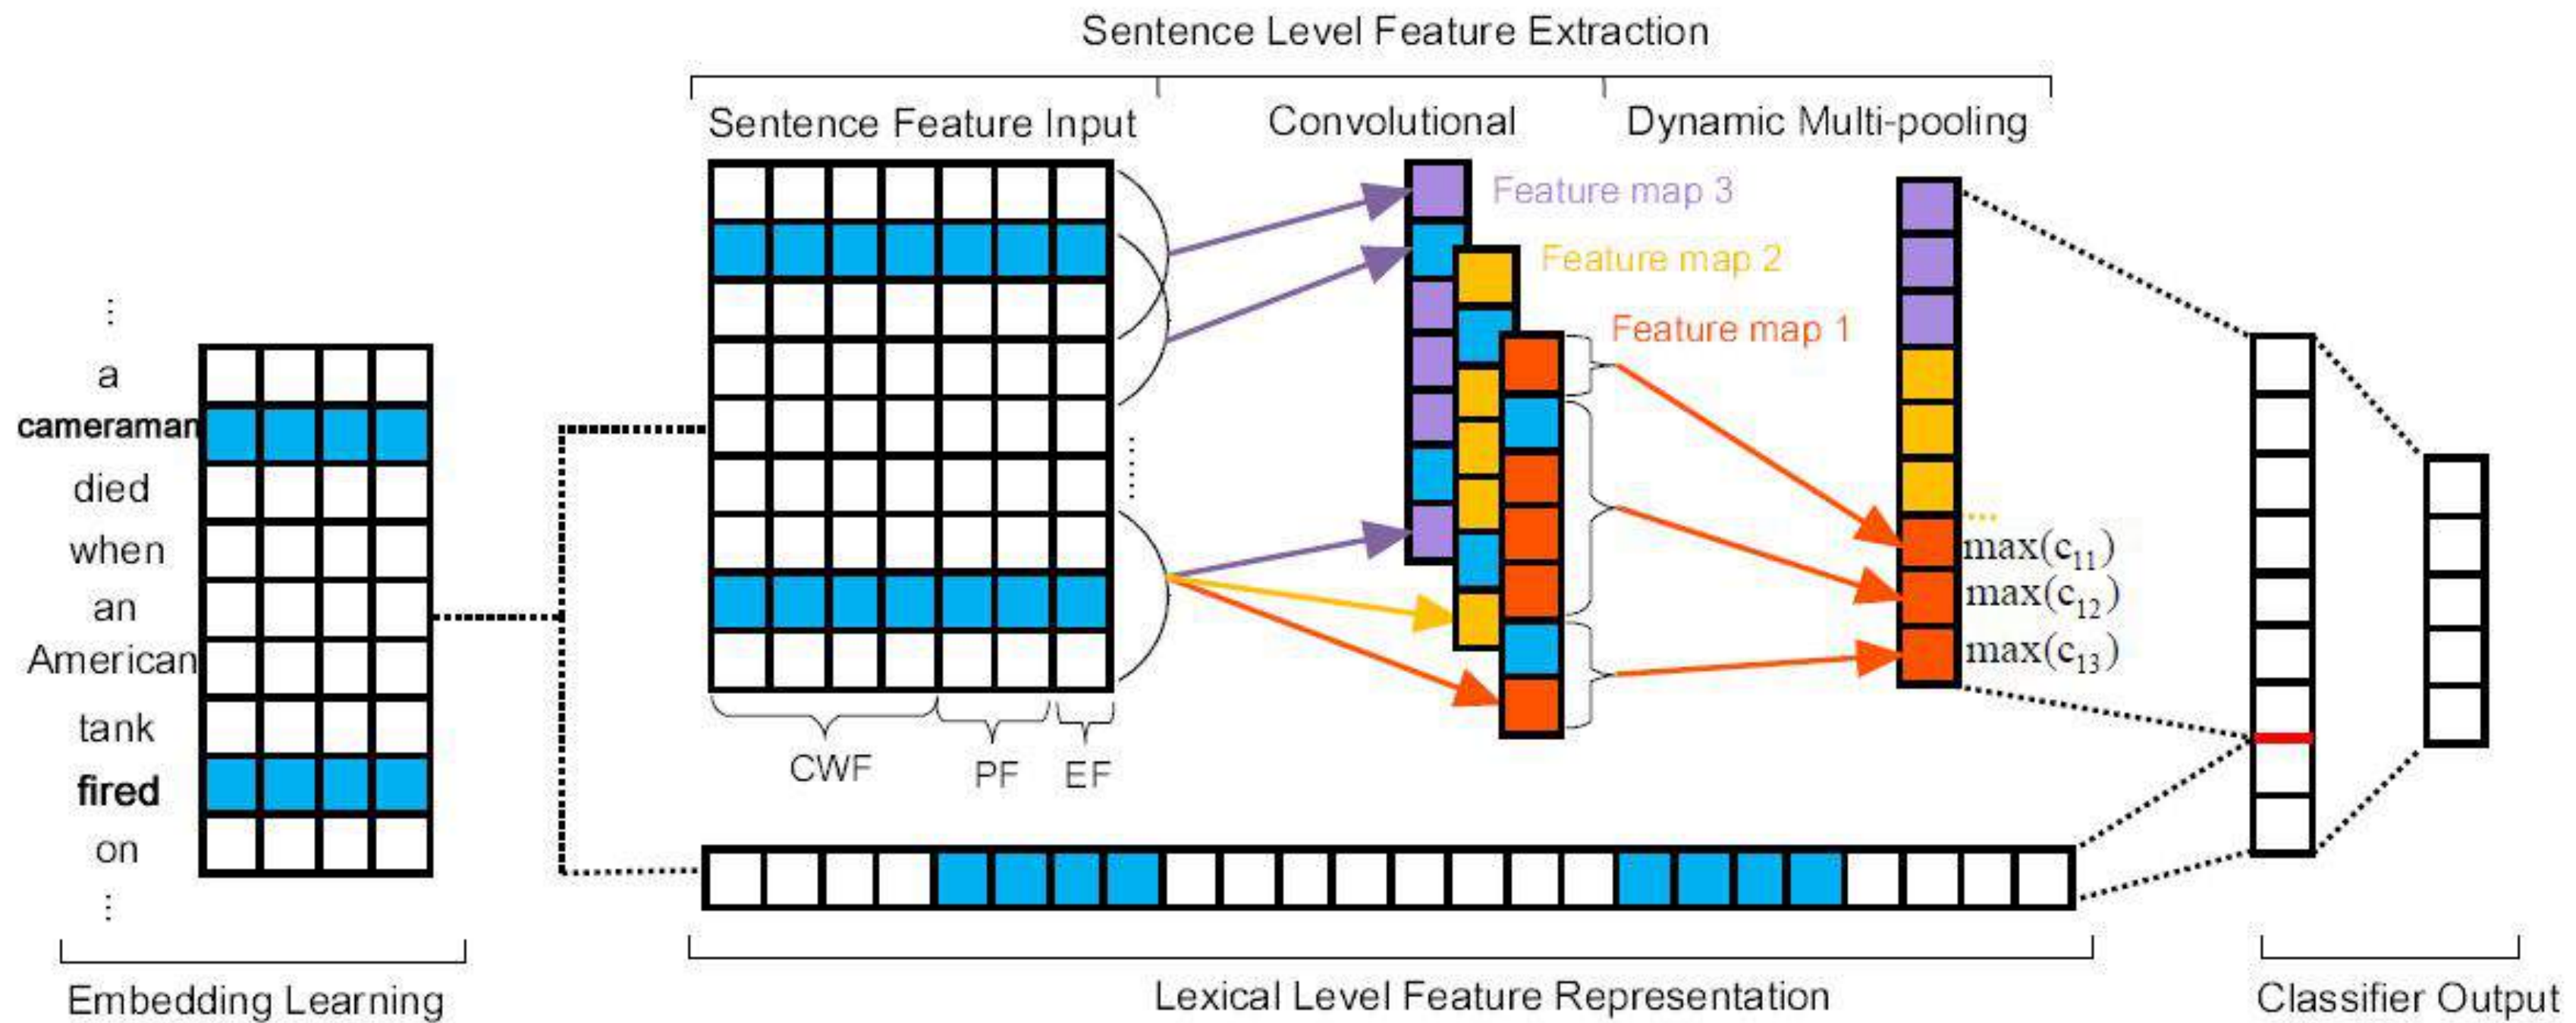 Sentence Level Feature Extraction
Sentence Feature Input
Convolutional
Dynamic Multi-pooling
Feature map 3
Feature map 2
Feature map 1
⋮
a
cameraman
died
when
an
American
tank
fired
on
⋮
max(c11)
max(c12)
max(c13)
CWF
PF
EF
Embedding Learning
Lexical Level Feature Representation
Classifier Output